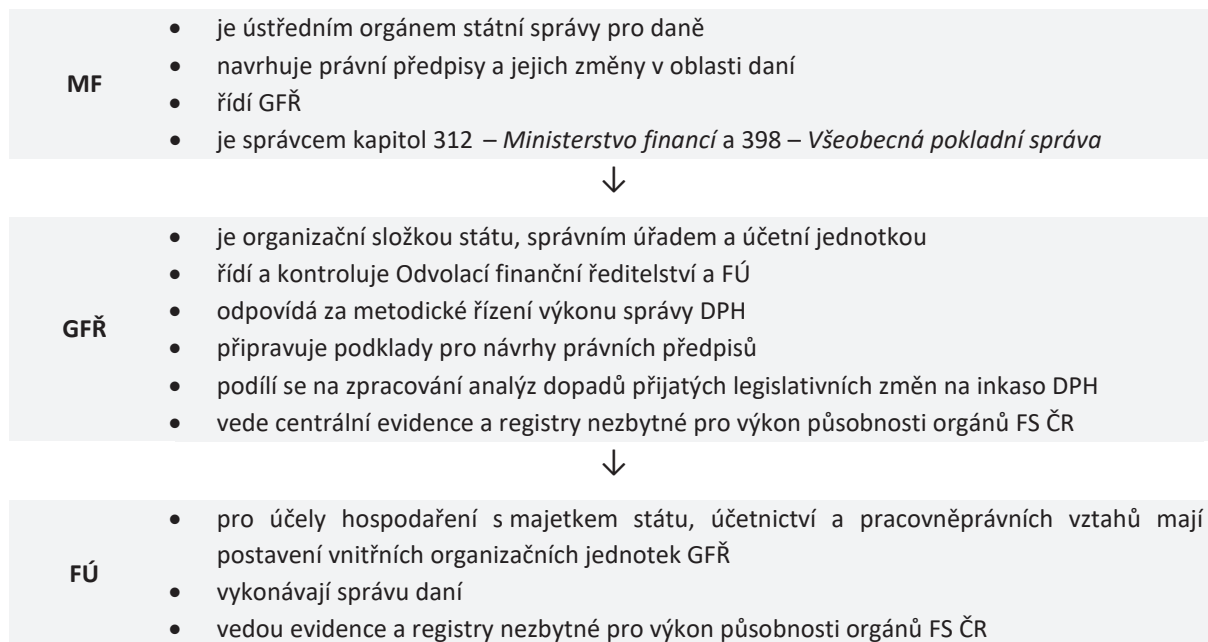 • je ústředním orgánem státní správy pro daně
• navrhuje právní předpisy a jejich změny v oblasti daní
MF
• řídí GFŘ
• je správcem kapitol 312 – Ministerstvo financí a 398 – Všeobecná pokladní správa
↓
• je organizační složkou státu, správním úřadem a účetní jednotkou
• řídí a kontroluje Odvolací finanční ředitelství a FÚ
• odpovídá za metodické řízení výkonu správy DPH
GFŘ
• připravuje podklady pro návrhy právních předpisů
• podílí se na zpracování analýz dopadů přijatých legislativních změn na inkaso DPH
• vede centrální evidence a registry nezbytné pro výkon působnosti orgánů FS ČR
↓
• pro účely hospodaření s majetkem státu, účetnictví a pracovněprávních vztahů mají
postavení vnitřních organizačních jednotek GFŘ
FÚ
• vykonávají správu daní
• vedou evidence a registry nezbytné pro výkon působnosti orgánů FS ČR